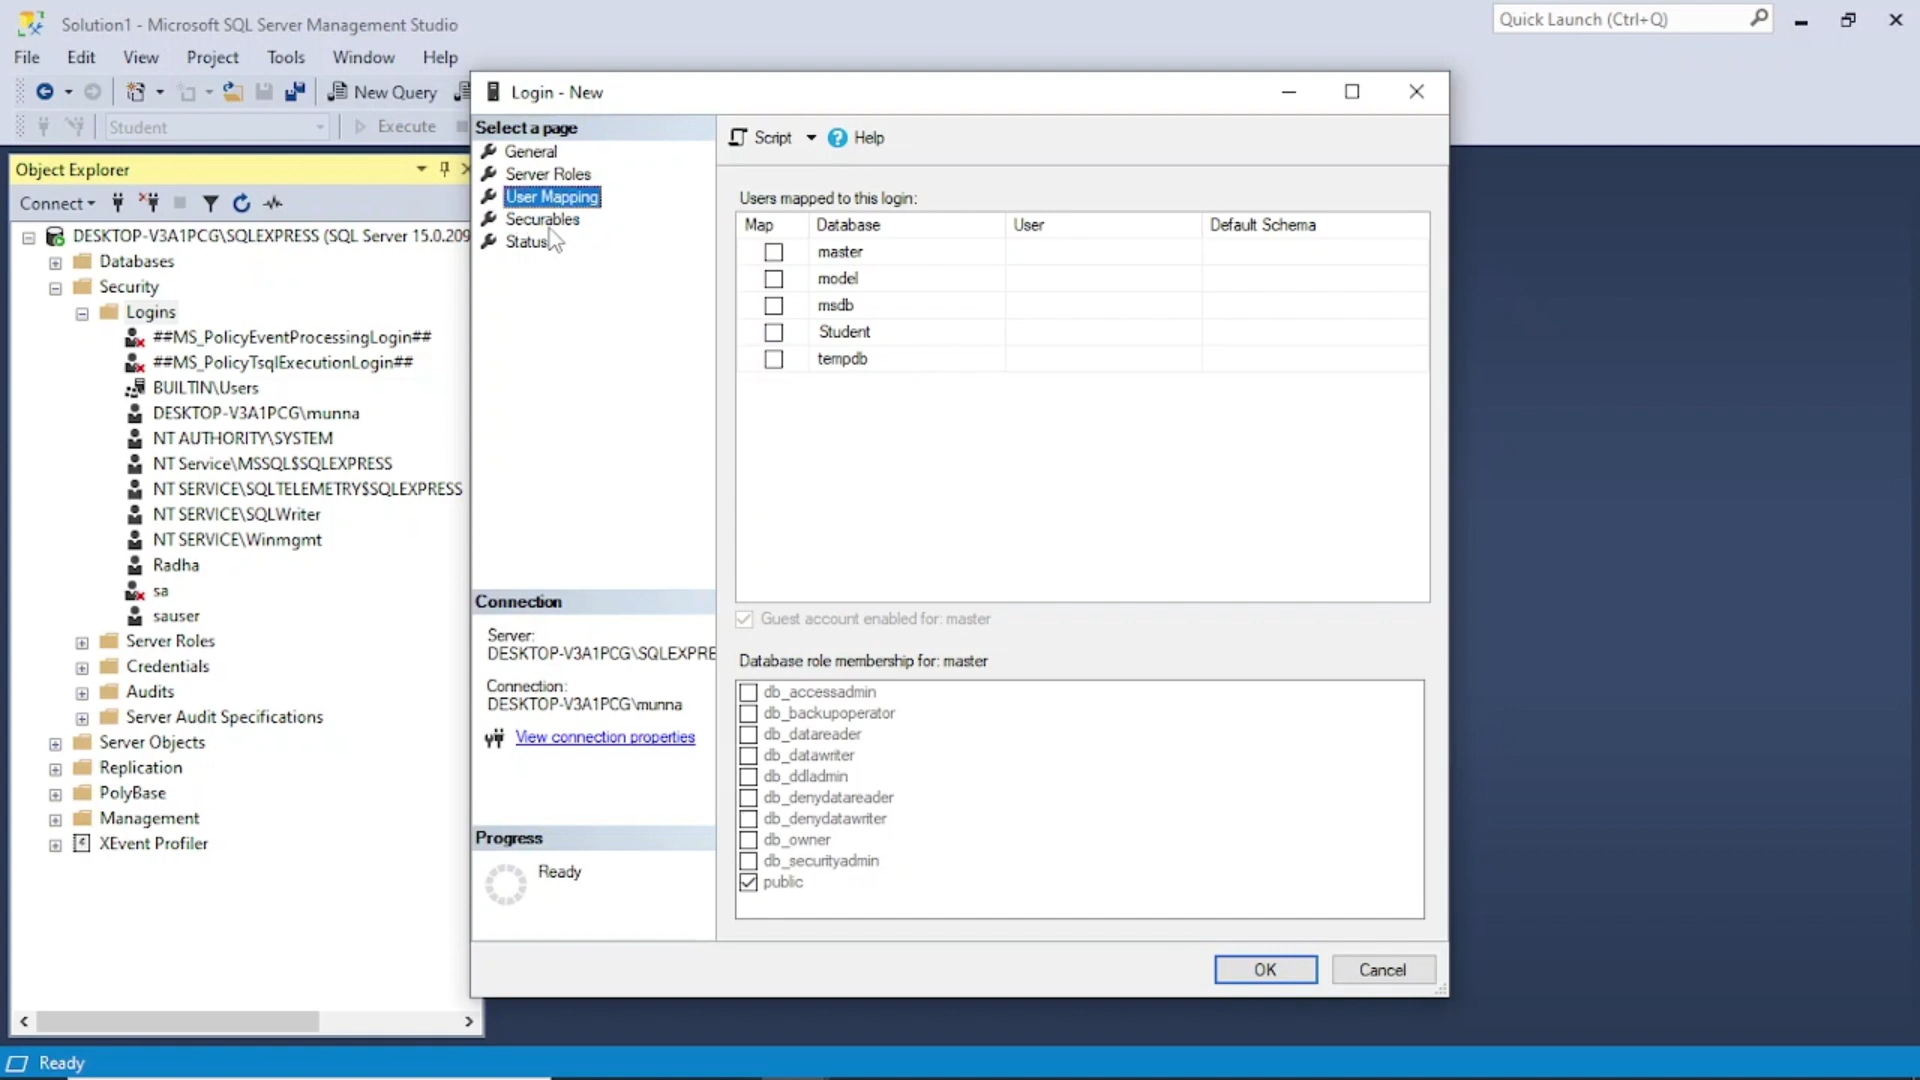 Solution1 - Microsoft SQL Server Management Studio
Quick Launch (Ctrl+Q)
File Edit View Project Tools Window Help
New Query
Student
Execute
Object Explorer
Connect
DESKTOP-V3A1PCG\SQLEXPRESS (SQL Server 15.0.209
Databases
Security
Logins
##MS_PolicyEventProcessingLogin##
##MS_PolicyTsqlExecutionLogin##
BUILTIN\Users
DESKTOP-V3A1PCG\munna
NT AUTHORITY\SYSTEM
NT Service\MSSQL$SQLEXPRESS
NT SERVICE\SQLTELEMETRY$SQLEXPRESS
NT SERVICE\SQLWriter
NT SERVICE\Winmgmt
Radha
sa
sauser
Server Roles
Credentials
Audits
Server Audit Specifications
Server Objects
Replication
PolyBase
Management
XEvent Profiler
Login - New
Select a page
General
Server Roles
User Mapping
Securables
Status
Connection
Server:
DESKTOP-V3A1PCG\SQLEXPRE
Connection:
DESKTOP-V3A1PCG\munna
View connection properties
Progress
Ready
Script Help
Users mapped to this login:
Map Database User Default Schema
master
model
msdb
Student
tempdb
Guest account enabled for: master
Database role membership for: master
db_accessadmin
db_backupoperator
db_datareader
db_datawriter
db_ddladmin
db_denydatareader
db_denydatawriter
db_owner
db_securityadmin
public
OK Cancel
Ready